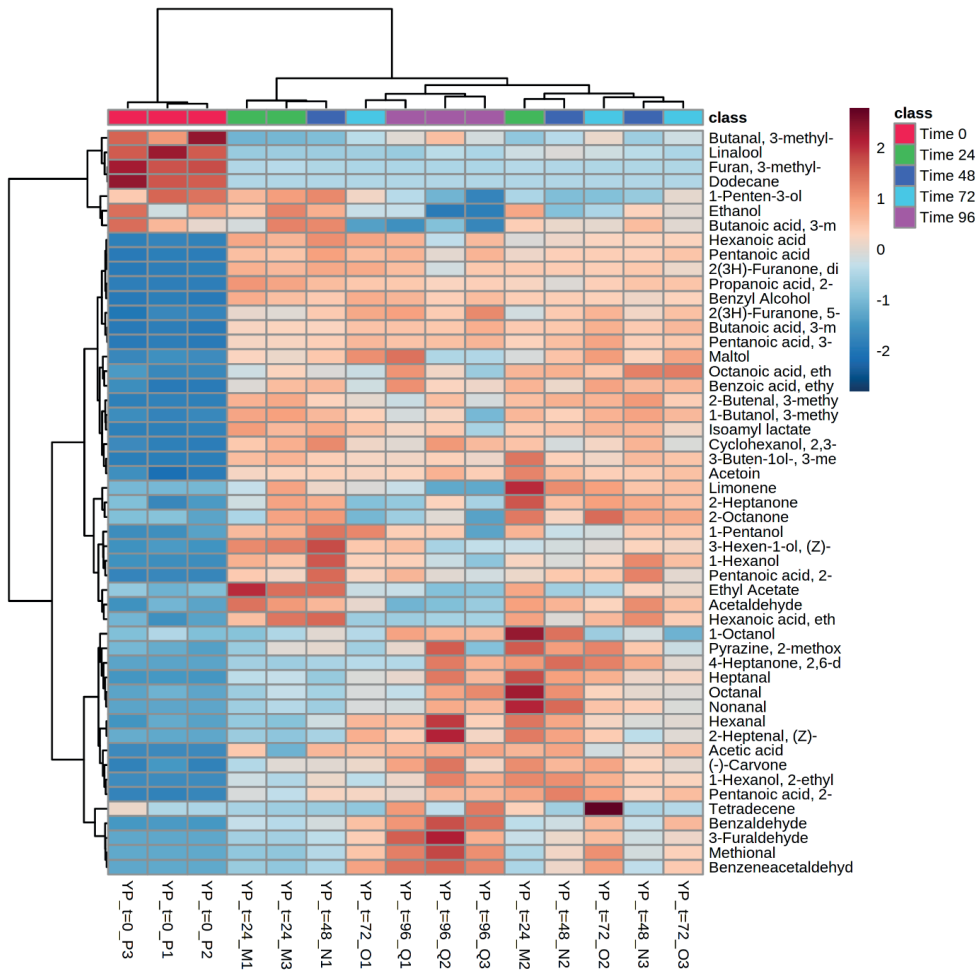 class
class
Time 0
Time 24
Time 48
Time 72
Time 96
2
1
0
-1
-2
Butanal, 3-methyl-
Linalool
Furan, 3-methyl-
Dodecane
1-Penten-3-ol
Ethanol
Butanoic acid, 3-m
Hexanoic acid
Pentanoic acid
2(3H)-Furanone, di
Propanoic acid, 2-
Benzyl Alcohol
2(3H)-Furanone, 5-
Butanoic acid, 3-m
Pentanoic acid, 3-
Maltol
Octanoic acid, eth
Benzoic acid, ethy
2-Butenal, 3-methy
1-Butanol, 3-methy
Isoamyl lactate
Cyclohexanol, 2,3-
3-Buten-1ol-, 3-me
Acetoin
Limonene
2-Heptanone
2-Octanone
1-Pentanol
3-Hexen-1-ol, (Z)-
1-Hexanol
Pentanoic acid, 2-
Ethyl Acetate
Acetaldehyde
Hexanoic acid, eth
1-Octanol
Pyrazine, 2-methox
4-Heptanone, 2,6-d
Heptanal
Octanal
Nonanal
Hexanal
2-Heptenal, (Z)-
Acetic acid
(-)-Carvone
1-Hexanol, 2-ethyl
Pentanoic acid, 2-
Tetradecene
Benzaldehyde
3-Furaldehyde
Methional
Benzeneacetaldehyd
YP_t=0_P3
YP_t=0_P1
YP_t=0_P2
YP_t=24_M1
YP_t=24_M3
YP_t=48_N1
YP_t=72_O1
YP_t=96_Q1
YP_t=96_Q2
YP_t=96_Q3
YP_t=24_M2
YP_t=48_N2
YP_t=72_O2
YP_t=48_N3
YP_t=72_O3